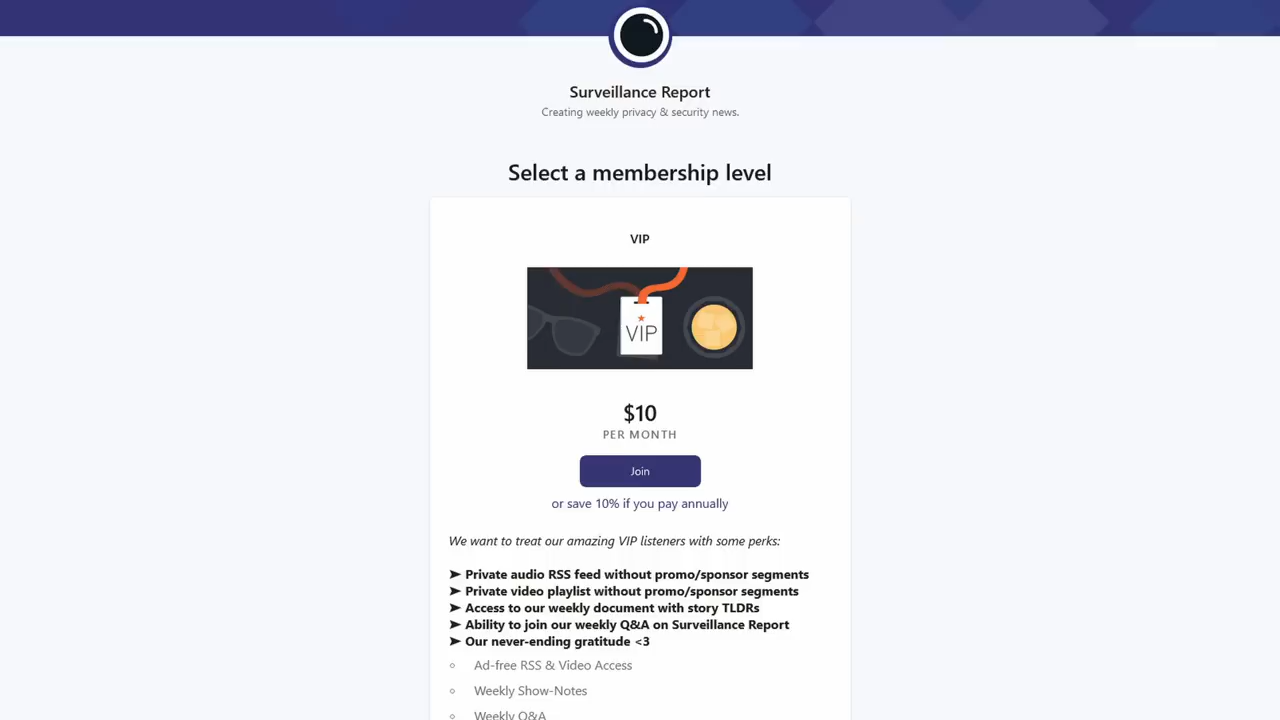 Surveillance Report
Creating weekly privacy & security news.
Select a membership level
VIP
VIP
$10
PER MONTH
Join
or save 10% if you pay annually
We want to treat our amazing VIP listeners with some perks:
➤ Private audio RSS feed without promo/sponsor segments
➤ Private video playlist without promo/sponsor segments
➤ Access to our weekly document with story TLDRs
➤ Ability to join our weekly Q&A on Surveillance Report
➤ Our never-ending gratitude <3
Ad-free RSS & Video Access
Weekly Show-Notes
Weekly Q&A